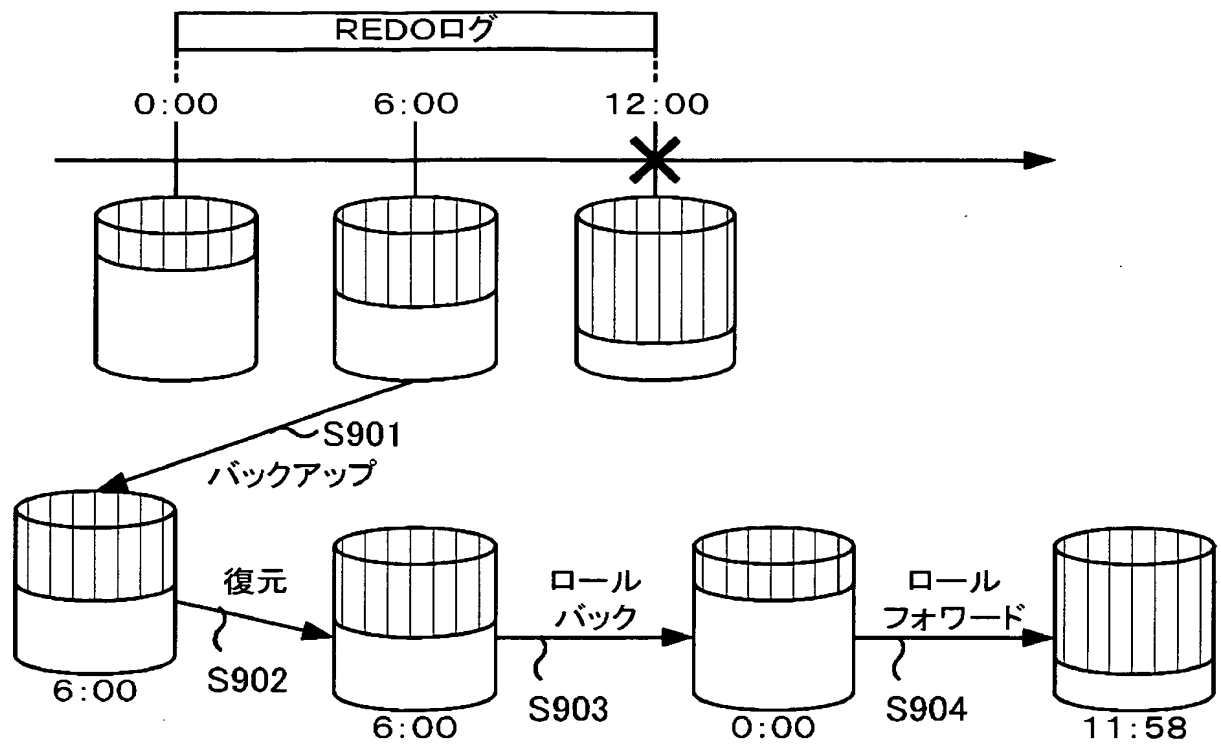 REDOログ
0:00
6:00
12:00
S901
バックアップ
6:00
復元
S902
6:00
ロール
バック
S903
0:00
ロール
フォワード
S904
11:58